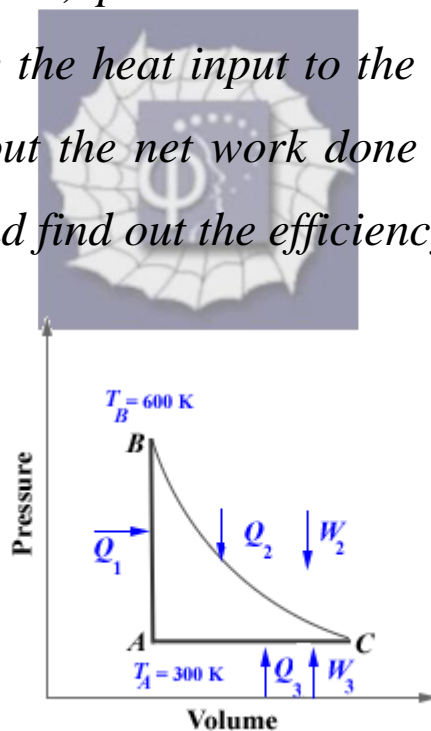 the heat input to the
out the net work done
d find out the efficiency
T_B = 600 K
B
Pressure
Q_1
Q_2 W_2
A C
T_A = 300 K Q_3 W_3
Volume